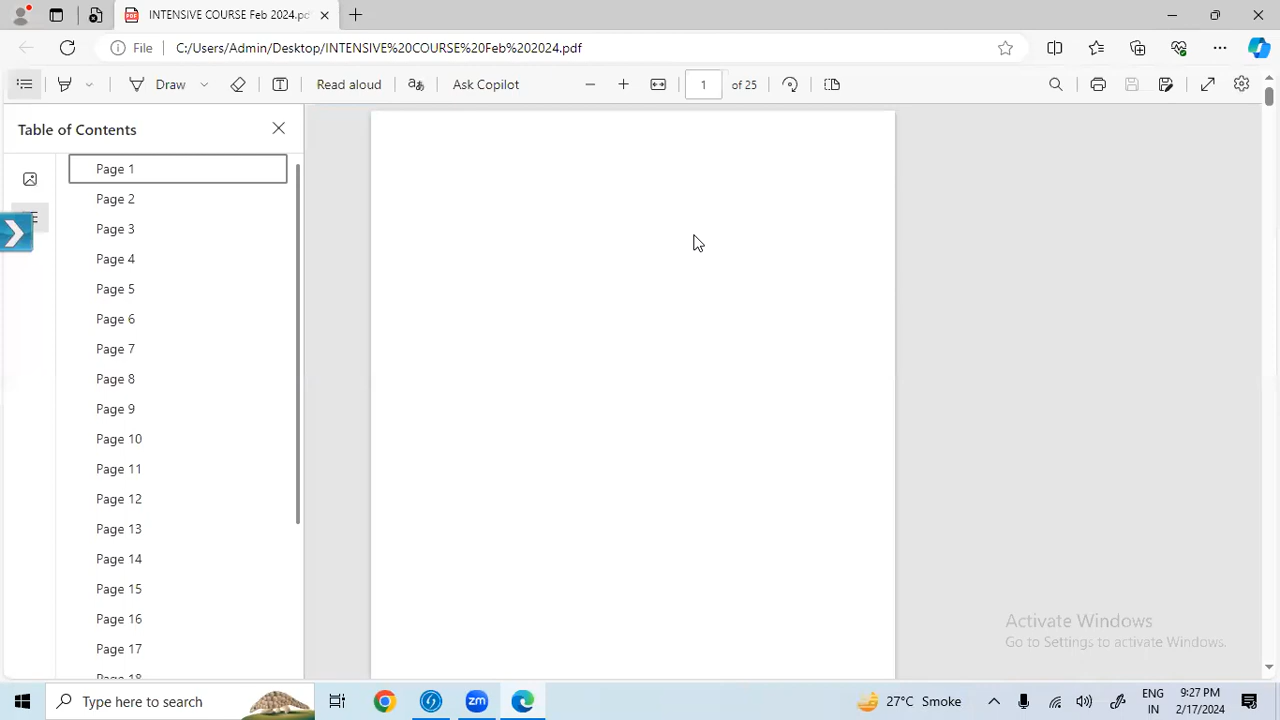 INTENSIVE COURSE Feb 2024.pdf
File C:/Users/Admin/Desktop/INTENSIVE%20COURSE%20Feb%202024.pdf
Draw Read aloud Ask Copilot 1 of 25
Table of Contents
Page 1
Page 2
Page 3
Page 4
Page 5
Page 6
Page 7
Page 8
Page 9
Page 10
Page 11
Page 12
Page 13
Page 14
Page 15
Page 16
Page 17
Page 18
Activate Windows
Go to Settings to activate Windows.
Type here to search
27°C Smoke
ENG
IN
9:27 PM
2/17/2024